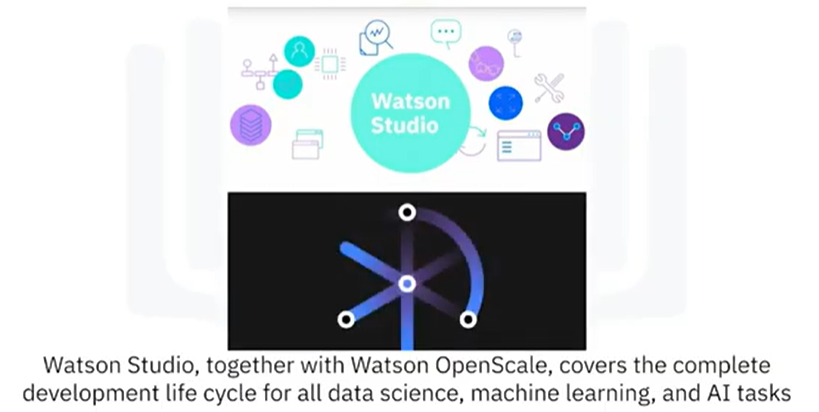 Watson
Studio
Watson Studio, together with Watson OpenScale, covers the complete
development life cycle for all data science, machine learning, and AI tasks